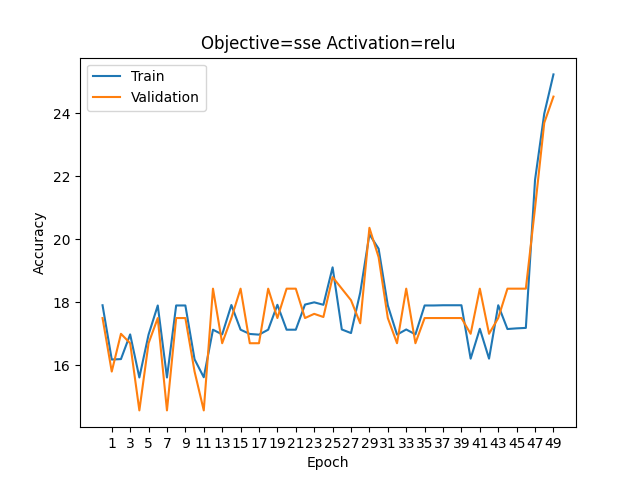 Objective=sse Activation=relu
Train
Validation
24
22
20
18
16
Accuracy
1 3 5 7 9 11 13 15 17 19 21 23 25 27 29 31 33 35 37 39 41 43 45 47 49
Epoch